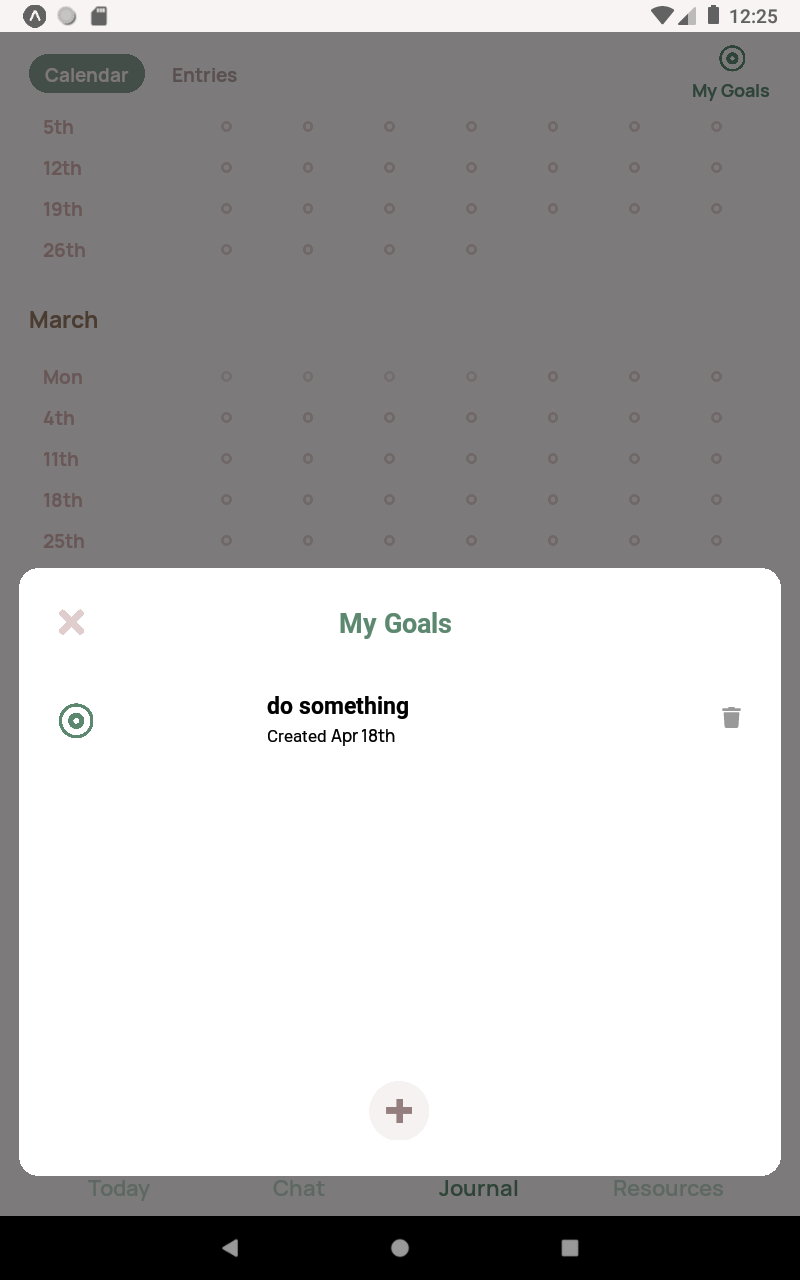 12:25
Calendar Entries My Goals
5th
12th
19th
26th
March
Mon
4th
11th
18th
25th
My Goals
do something
Created Apr 18th
Today Chat Journal Resources